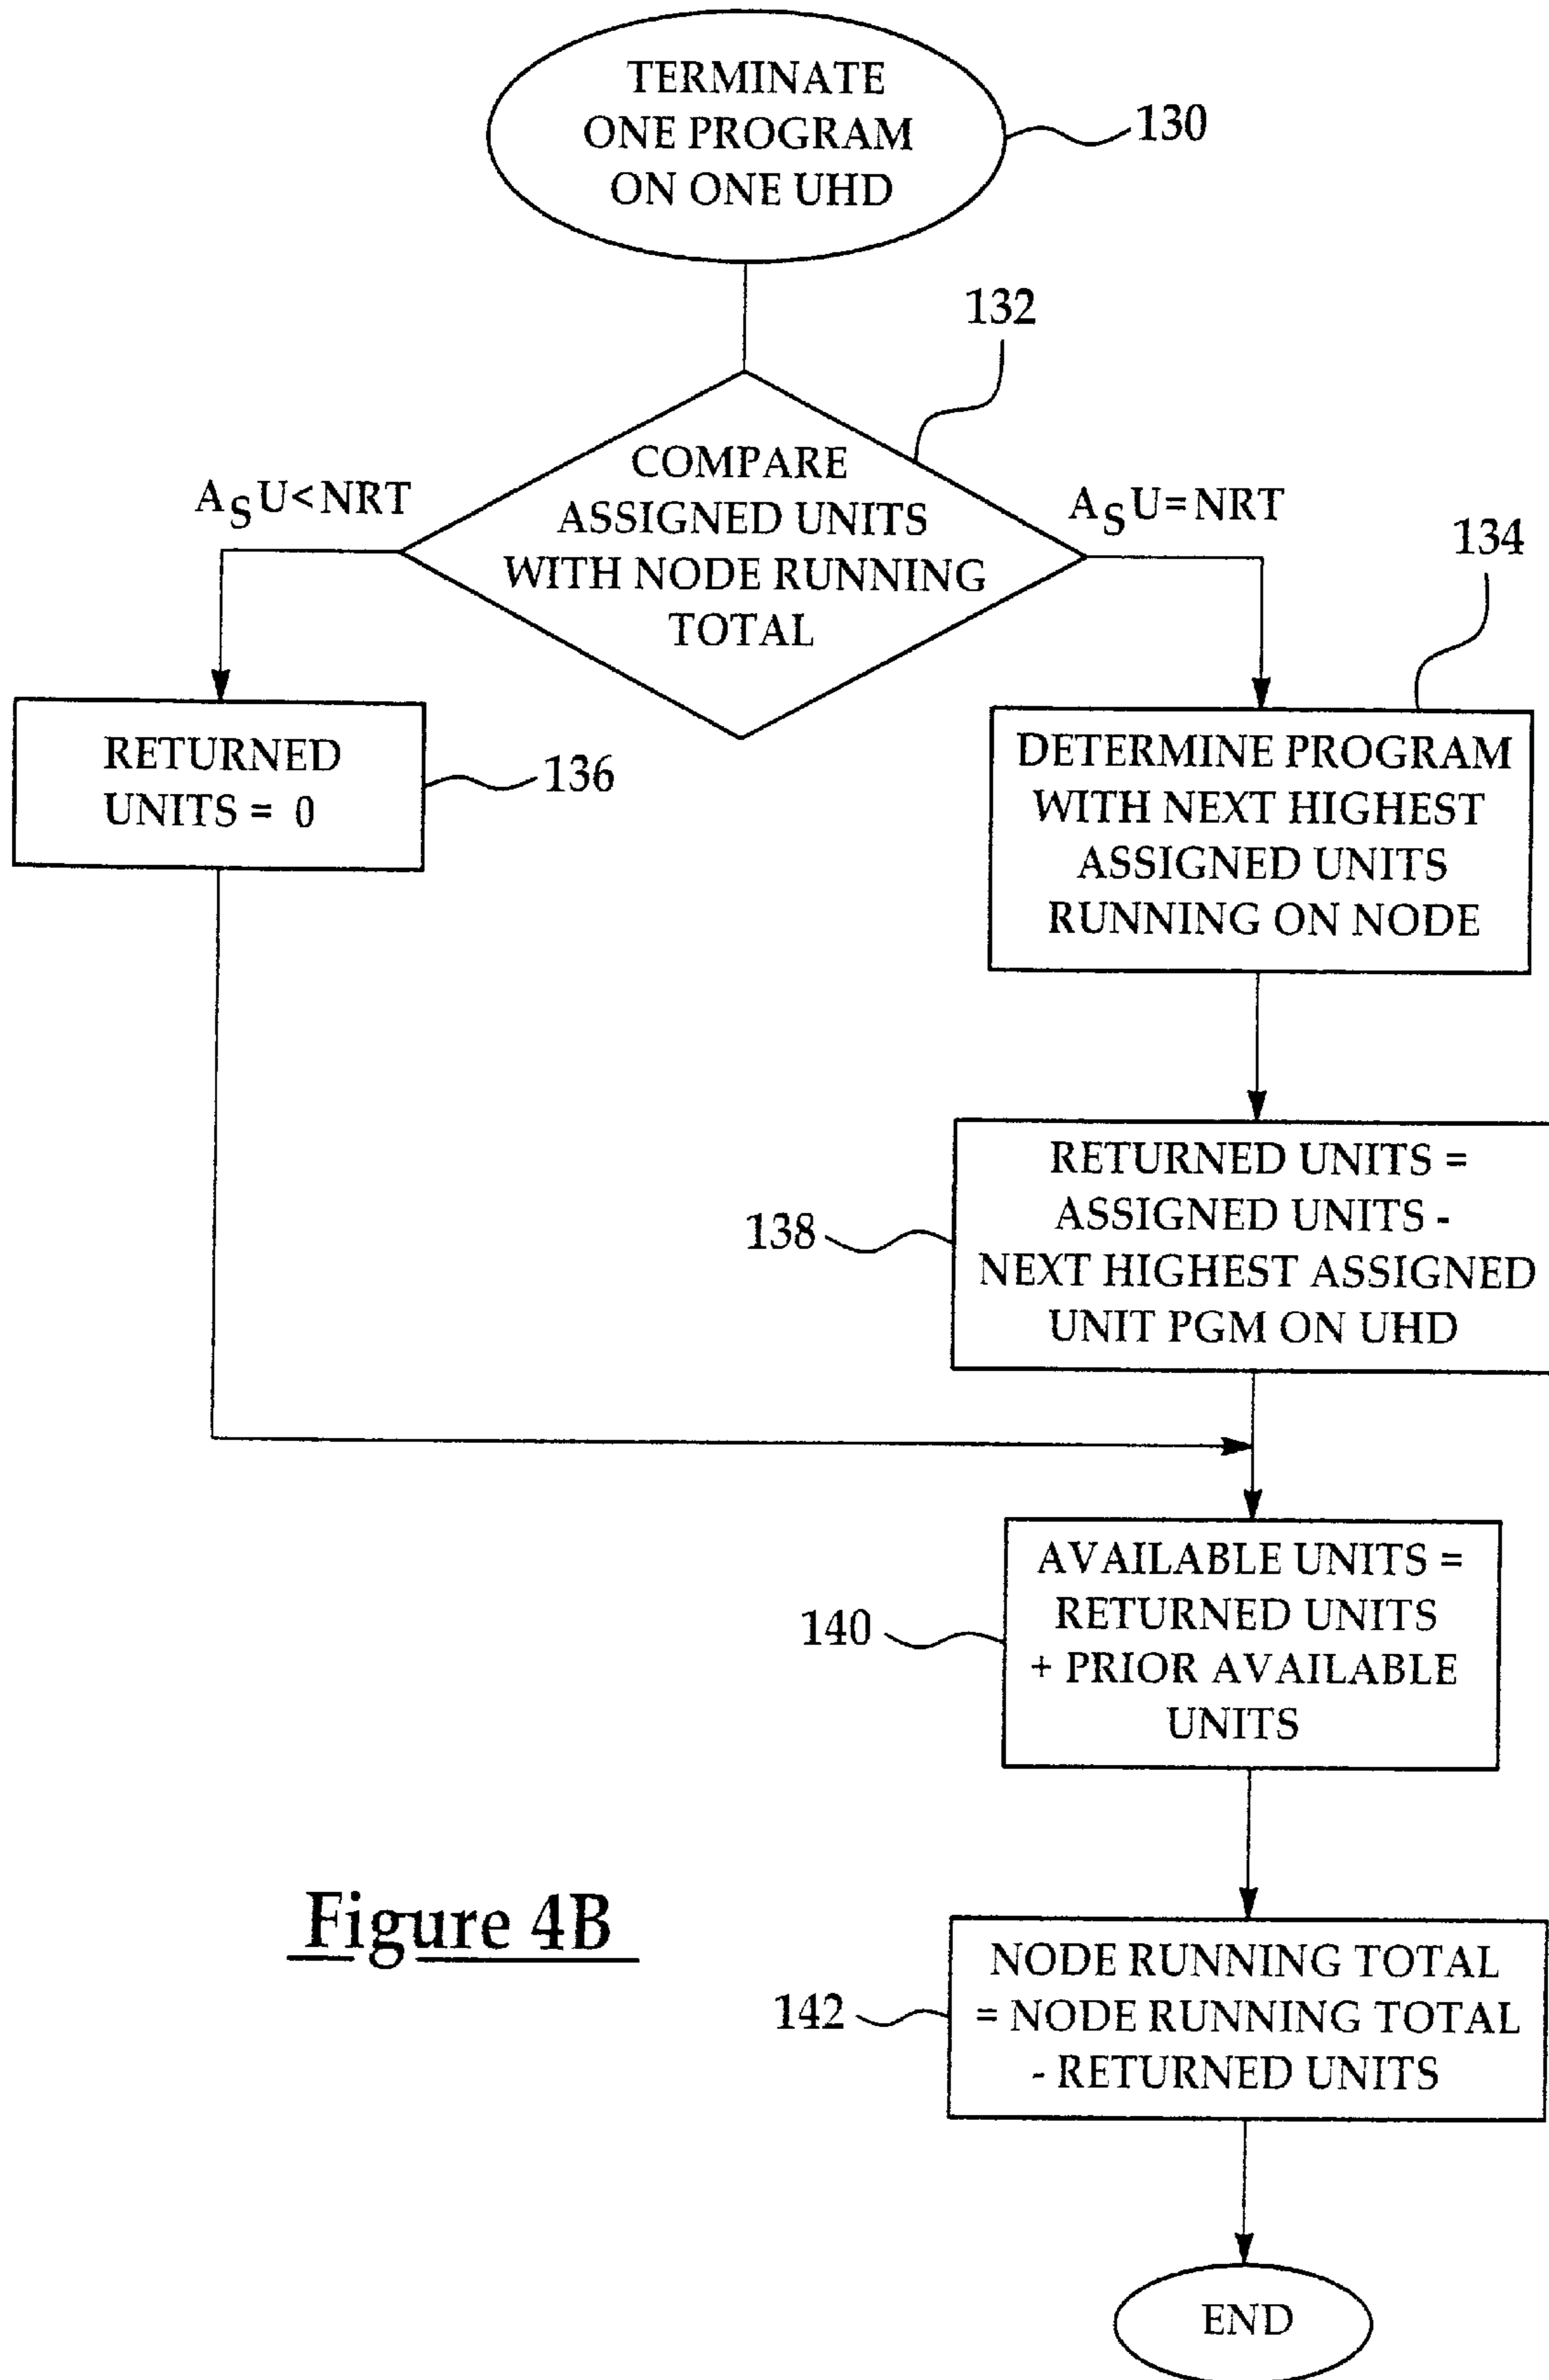 TERMINATE
ONE PROGRAM
ON ONE UHD
130
132
COMPARE
ASSIGNED UNITS
WITH NODE RUNNING
TOTAL
ASU<NRT
ASU=NRT
134
RETURNED
UNITS = 0
136
DETERMINE PROGRAM
WITH NEXT HIGHEST
ASSIGNED UNITS
RUNNING ON NODE
RETURNED UNITS =
ASSIGNED UNITS -
NEXT HIGHEST ASSIGNED
UNIT PGM ON UHD
138
AVAILABLE UNITS =
RETURNED UNITS
+ PRIOR AVAILABLE
UNITS
140
NODE RUNNING TOTAL
= NODE RUNNING TOTAL
- RETURNED UNITS
142
Figure 4B
END